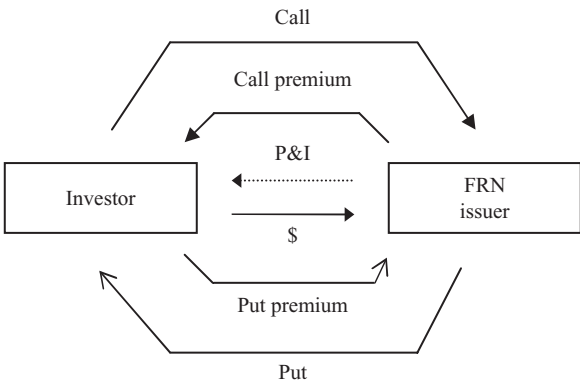 Call
Call premium
P&I
Investor
FRN
issuer
$
Put premium
Put